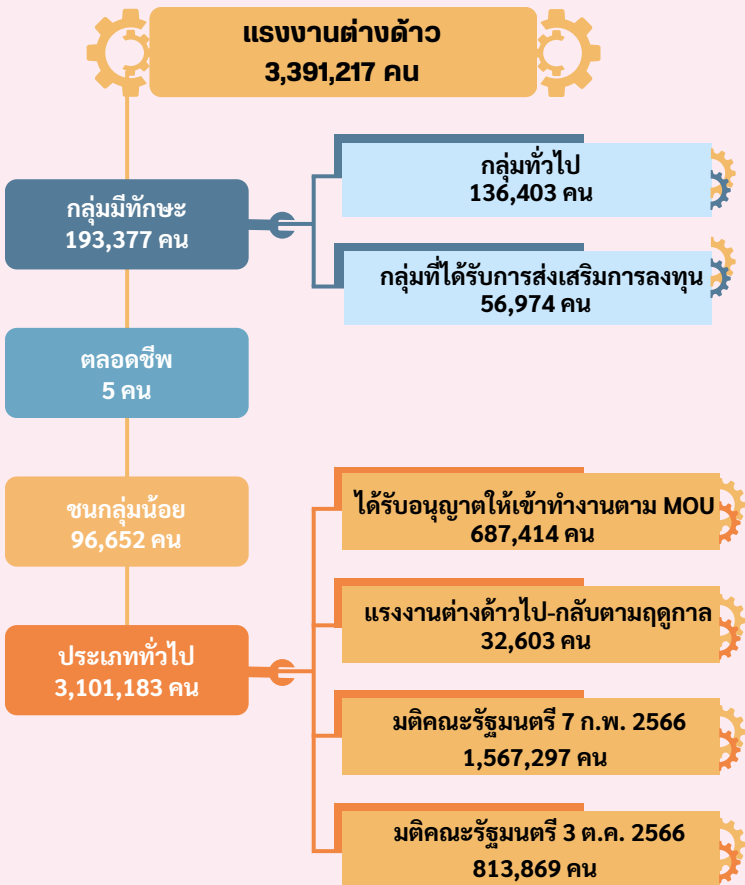 แรงงานต่างด้าว
3,391,217 คน
กลุ่มมีทักษะ
193,377 คน
กลุ่มทั่วไป
136,403 คน
กลุ่มที่ได้รับการส่งเสริมการลงทุน
56,974 คน
ตลอดชีพ
5 คน
ชนกลุ่มน้อย
96,652 คน
ประเภททั่วไป
3,101,183 คน
ได้รับอนุญาตให้เข้าทำงานตาม MOU
687,414 คน
แรงงานต่างด้าวไป-กลับตามฤดูกาล
32,603 คน
มติคณะรัฐมนตรี 7 ก.พ. 2566
1,567,297 คน
มติคณะรัฐมนตรี 3 ต.ค. 2566
813,869 คน